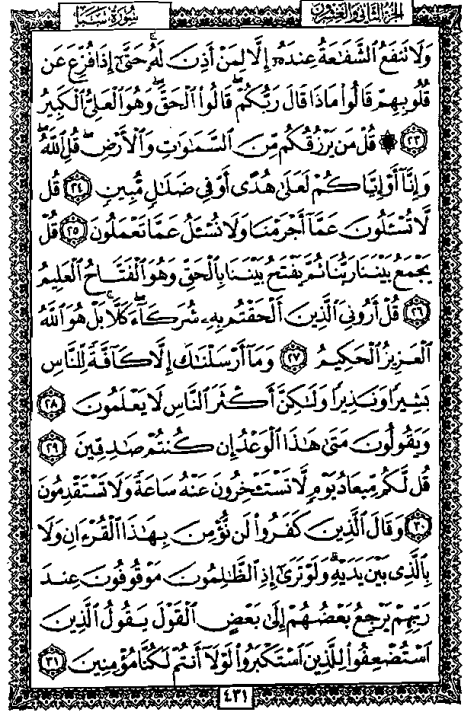 الجزء الثاني والعشرون سورة سبإ
وَلَا تَنفَعُ ٱلشَّفَـٰعَةُ عِندَهُۥٓ إِلَّا لِمَنْ أَذِنَ لَهُۥ ۚ حَتَّىٰٓ إِذَا فُزِّعَ عَن
قُلُوبِهِمْ قَالُوا۟ مَاذَا قَالَ رَبُّكُمْ ۖ قَالُوا۟ ٱلْحَقَّ ۖ وَهُوَ ٱلْعَلِىُّ ٱلْكَبِيرُ
٢٣ ۞ قُلْ مَن يَرْزُقُكُم مِّنَ ٱلسَّمَـٰوَٰتِ وَٱلْأَرْضِ ۖ قُلِ ٱللَّهُ ۖ
وَإِنَّآ أَوْ إِيَّاكُمْ لَعَلَىٰ هُدًى أَوْ فِى ضَلَـٰلٍ مُّبِينٍ ٢٤ قُل
لَّا تُسْـَٔلُونَ عَمَّآ أَجْرَمْنَا وَلَا نُسْـَٔلُ عَمَّا تَعْمَلُونَ ٢٥ قُلْ
يَجْمَعُ بَيْنَنَا رَبُّنَا ثُمَّ يَفْتَحُ بَيْنَنَا بِٱلْحَقِّ وَهُوَ ٱلْفَتَّاحُ ٱلْعَلِيمُ
٢٦ قُلْ أَرُونِىَ ٱلَّذِينَ أَلْحَقْتُم بِهِۦ شُرَكَآءَ ۖ كَلَّا ۚ بَلْ هُوَ ٱللَّهُ
ٱلْعَزِيزُ ٱلْحَكِيمُ ٢٧ وَمَآ أَرْسَلْنَـٰكَ إِلَّا كَآفَّةً لِّلنَّاسِ
بَشِيرًا وَنَذِيرًا وَلَـٰكِنَّ أَكْثَرَ ٱلنَّاسِ لَا يَعْلَمُونَ ٢٨
وَيَقُولُونَ مَتَىٰ هَـٰذَا ٱلْوَعْدُ إِن كُنتُمْ صَـٰدِقِينَ ٢٩
قُل لَّكُم مِّيعَادُ يَوْمٍ لَّا تَسْتَـْٔخِرُونَ عَنْهُ سَاعَةً وَلَا تَسْتَقْدِمُونَ
٣٠ وَقَالَ ٱلَّذِينَ كَفَرُوا۟ لَن نُّؤْمِنَ بِهَـٰذَا ٱلْقُرْءَانِ وَلَا
بِٱلَّذِى بَيْنَ يَدَيْهِ ۗ وَلَوْ تَرَىٰٓ إِذِ ٱلظَّـٰلِمُونَ مَوْقُوفُونَ عِندَ
رَبِّهِمْ يَرْجِعُ بَعْضُهُمْ إِلَىٰ بَعْضٍ ٱلْقَوْلَ يَقُولُ ٱلَّذِينَ
ٱسْتُضْعِفُوا۟ لِلَّذِينَ ٱسْتَكْبَرُوا۟ لَوْلَآ أَنتُمْ لَكُنَّا مُؤْمِنِينَ ٣١
٤٣١